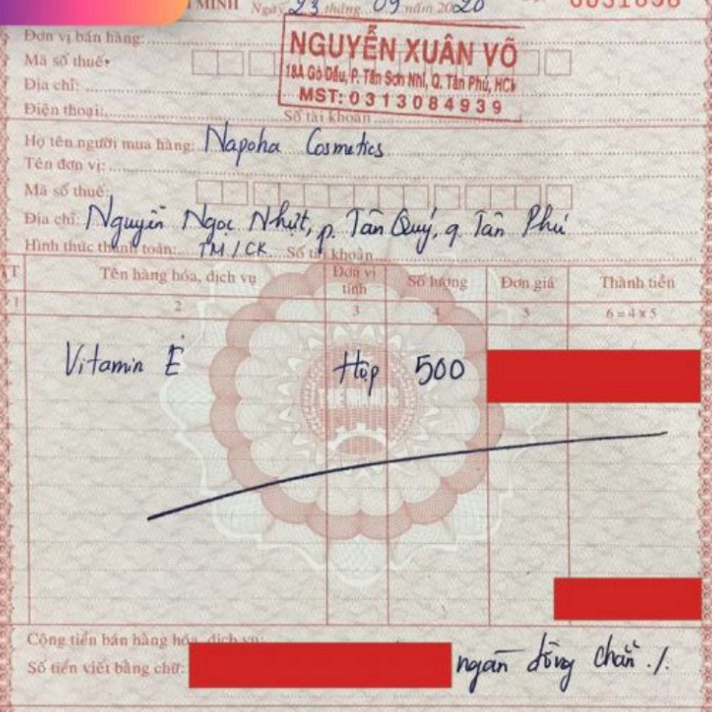 MINH Ngày 23 tháng 09 năm 2020
Đơn vị bán hàng:
NGUYỄN XUÂN VÕ
Mã số thuế:
18A Gò Dầu, P. Tân Sơn Nhì, Q. Tân Phú, HCM
Địa chỉ:
MST: 0313084939
Điện thoại: Số tài khoản
Họ tên người mua hàng: Napoha Cosmetics
Tên đơn vị:
Mã số thuế:
Địa chỉ: Nguyễn Ngọc Nhựt, p. Tân Quý, q. Tân Phú
Hình thức thanh toán: TM/CK Số tài khoản
TT Tên hàng hóa, dịch vụ Đơn vị tính Số lượng Đơn giá Thành tiền
1 2 3 4 5 6 = 4 x 5
Vitamin E Hộp 500
Cộng tiền bán hàng hóa, dịch vụ:
Số tiền viết bằng chữ: ngàn đồng chẵn ./.